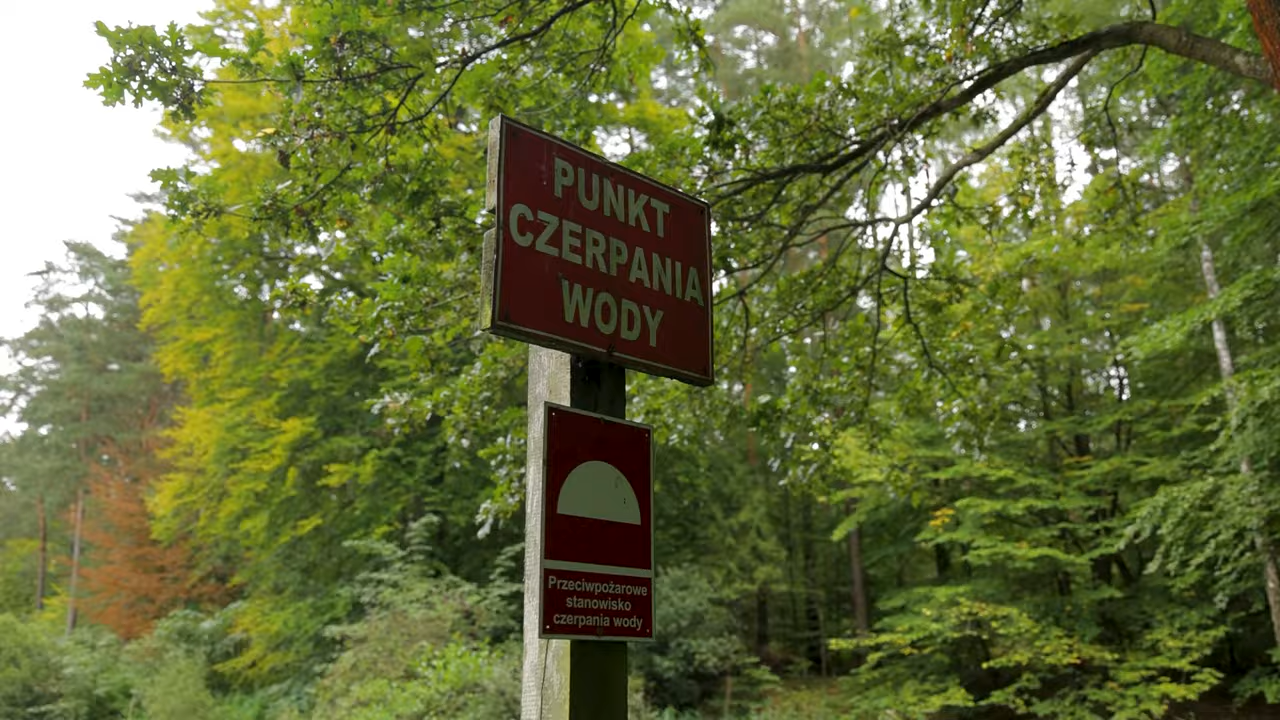 PUNKT
CZERPANIA
WODY
Przeciwpożarowe
stanowisko
czerpania wody